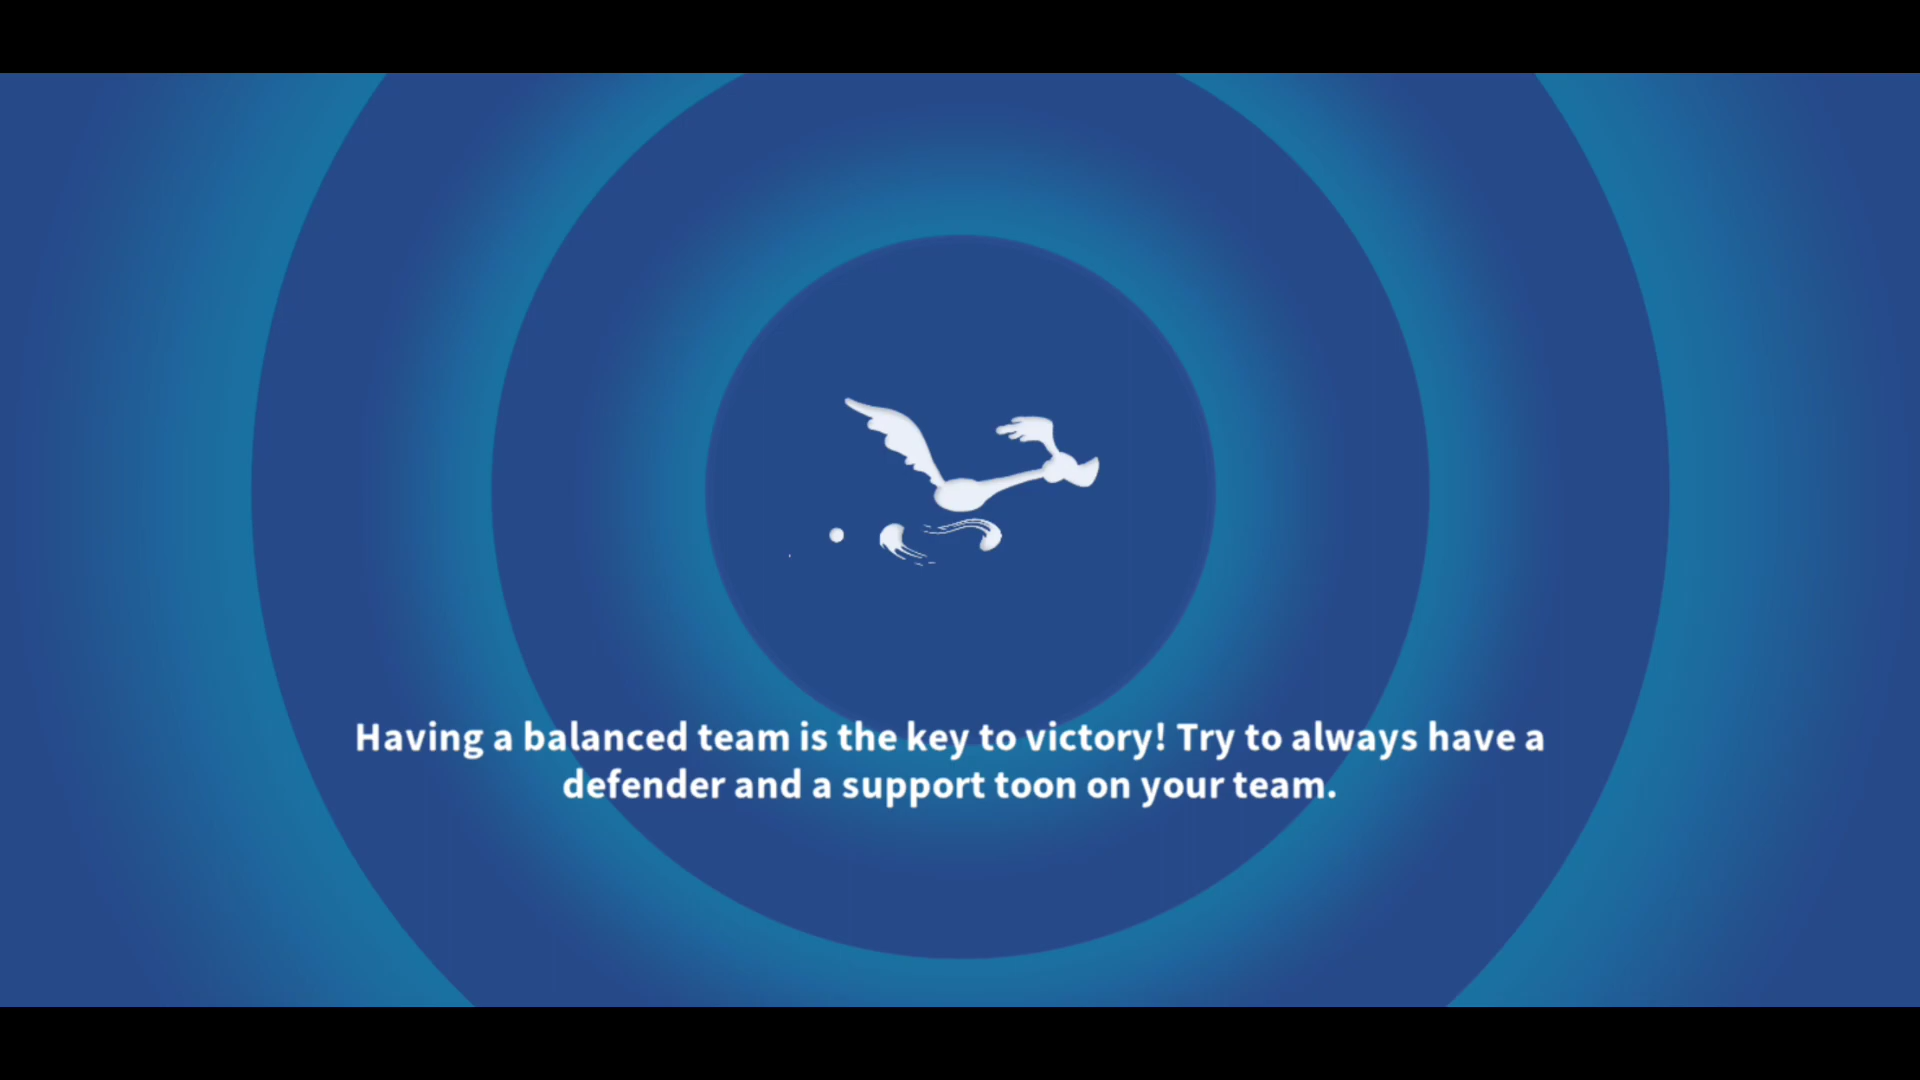 Having a balanced team is the key to victory! Try to always have a
defender and a support toon on your team.